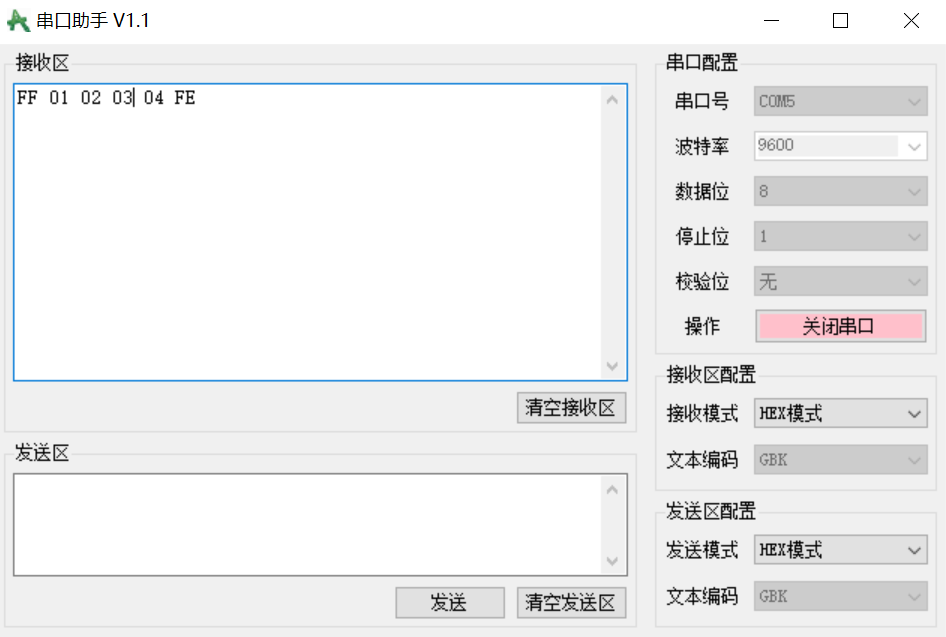 串口助手 V1.1
接收区
FF 01 02 03 04 FE
清空接收区
发送区
发送
清空发送区
串口配置
串口号 COM5
波特率 9600
数据位 8
停止位 1
校验位 无
操作 关闭串口
接收区配置
接收模式 HEX模式
文本编码 GBK
发送区配置
发送模式 HEX模式
文本编码 GBK